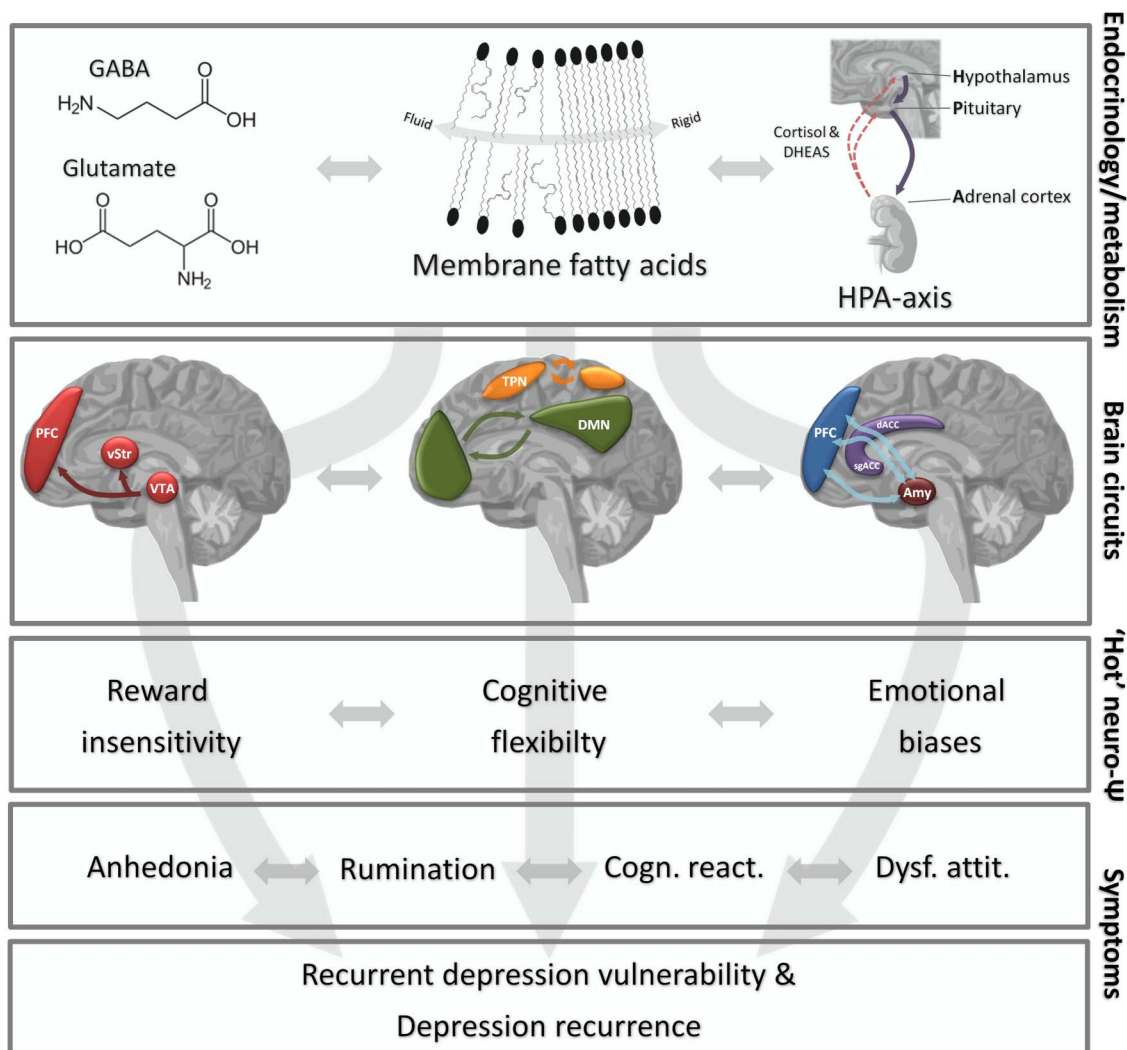 GABA
O
H₂N
OH
Glutamate
O
O
HO
OH
NH₂
Fluid
Rigid
Membrane fatty acids
Hypothalamus
Pituitary
Cortisol &
DHEAS
Adrenal cortex
HPA-axis
Endocrinology/metabolism
PFC
vStr
VTA
TPN
DMN
PFC
dACC
sgACC
Amy
Brain circuits
Reward
insensitivity
Cognitive
flexibilty
Emotional
biases
'Hot' neuro-Ψ
Anhedonia
Rumination
Cogn. react.
Dysf. attit.
Symptoms
Recurrent depression vulnerability &
Depression recurrence